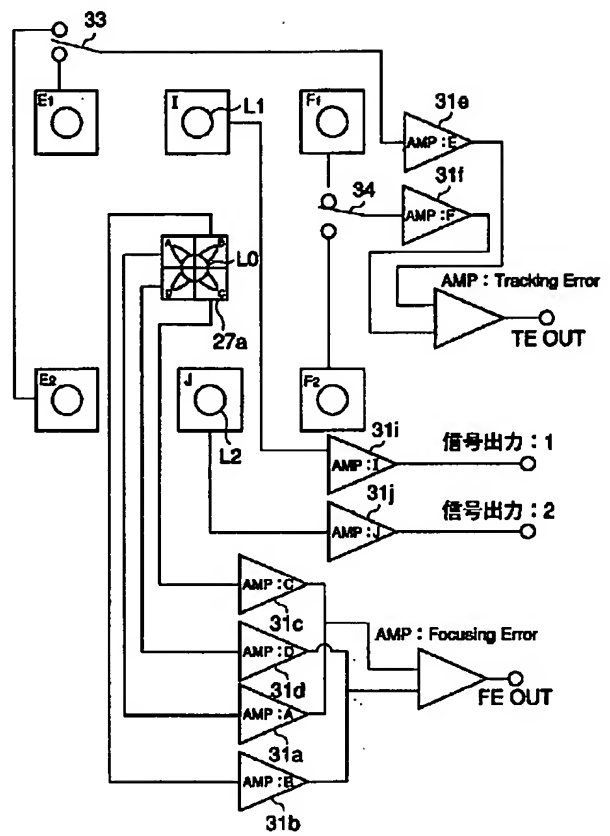 33
E1
I
L1
F1
31e
AMP：E
31f
AMP：F
34
A
B
L0
D
C
27a
AMP：Tracking Error
TE OUT
E2
J
L2
F2
31i
AMP：I
信号出力：1
31j
AMP：J
信号出力：2
AMP：C
31c
AMP：Focusing Error
AMP：D
31d
FE OUT
AMP：A
31a
AMP：B
31b